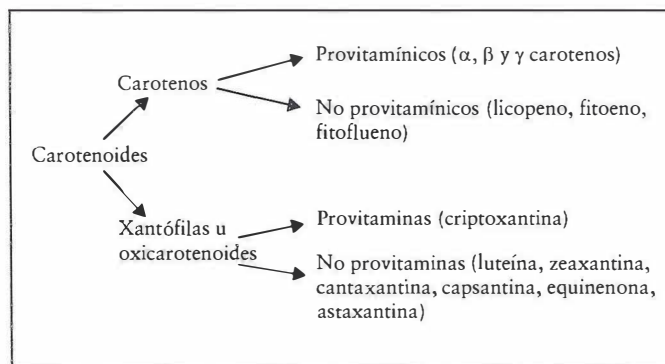 Provitamínicos (α, β y γ carotenos)
Carotenos
No provitamínicos (licopeno, fitoeno,
fitoflueno)
Carotenoides
Xantófilas u
oxicarotenoides
Provitaminas (criptoxantina)
No provitaminas (luteína, zeaxantina,
cantaxantina, capsantina, equinenona,
astaxantina)